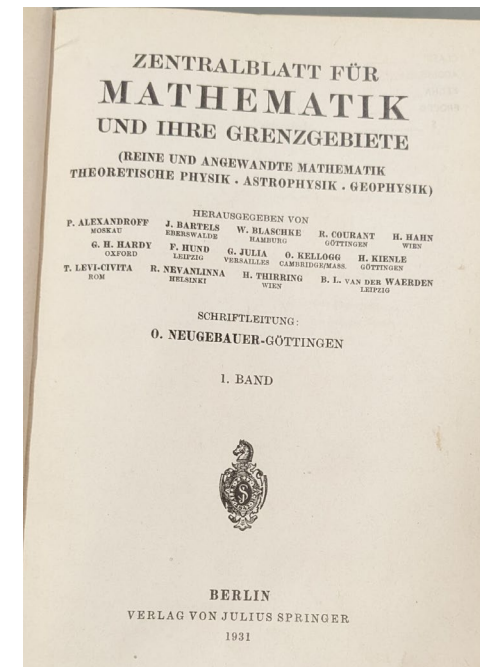 ZENTRALBLATT FÜR
MATHEMATIK
UND IHRE GRENZGEBIETE
(REINE UND ANGEWANDTE MATHEMATIK
THEORETISCHE PHYSIK . ASTROPHYSIK . GEOPHYSIK)
HERAUSGEGEBEN VON
P. ALEXANDROFF J. BARTELS W. BLASCHKE R. COURANT H. HAHN
MOSKAU EBERSWALDE HAMBURG GÖTTINGEN WIEN
G. H. HARDY F. HUND G. JULIA O. KELLOGG H. KIENLE
OXFORD LEIPZIG VERSAILLES CAMBRIDGE/MASS. GÖTTINGEN
T. LEVI-CIVITA R. NEVANLINNA H. THIRRING B. L. VAN DER WAERDEN
ROM HELSINKI WIEN LEIPZIG
SCHRIFTLEITUNG:
O. NEUGEBAUER-GÖTTINGEN
1. BAND
BERLIN
VERLAG VON JULIUS SPRINGER
1931